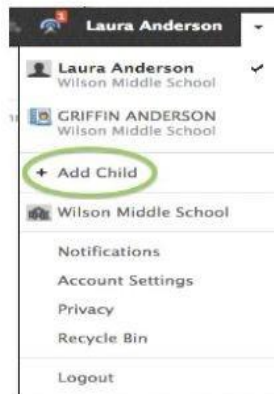 1
Laura Anderson
Laura Anderson
Wilson Middle School
GRIFFIN ANDERSON
Wilson Middle School
+ Add Child
Wilson Middle School
Notifications
Account Settings
Privacy
Recycle Bin
Logout